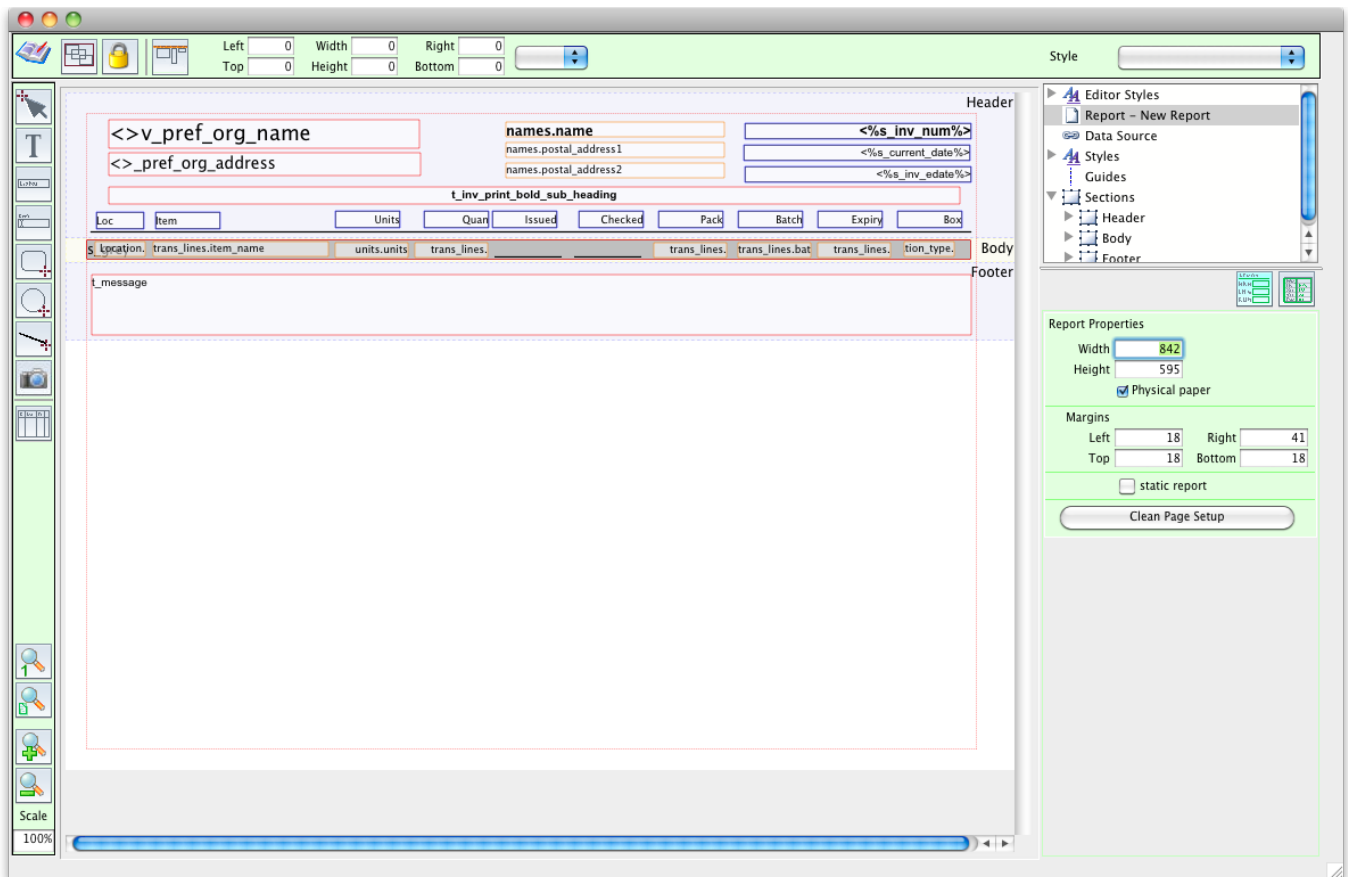 Left 0 Width 0 Right 0
Top 0 Height 0 Bottom 0
Style
Header
<>v_pref_org_name
<>_pref_org_address
names.name
names.postal_address1
names.postal_address2
<%s_inv_num%>
<%s_current_date%>
<%s_inv_edate%>
t_inv_print_bold_sub_heading
Loc Item Units Quan Issued Checked Pack Batch Expiry Box
Location. trans_lines.item_name units.units trans_lines. trans_lines. trans_lines.bat trans_lines. tion_type. Body
Footer
t_message
1
Scale
100%
Editor Styles
Report – New Report
Data Source
Styles
Guides
Sections
Header
Body
Footer
Report Properties
Width 842
Height 595
Physical paper
Margins
Left 18 Right 41
Top 18 Bottom 18
static report
Clean Page Setup